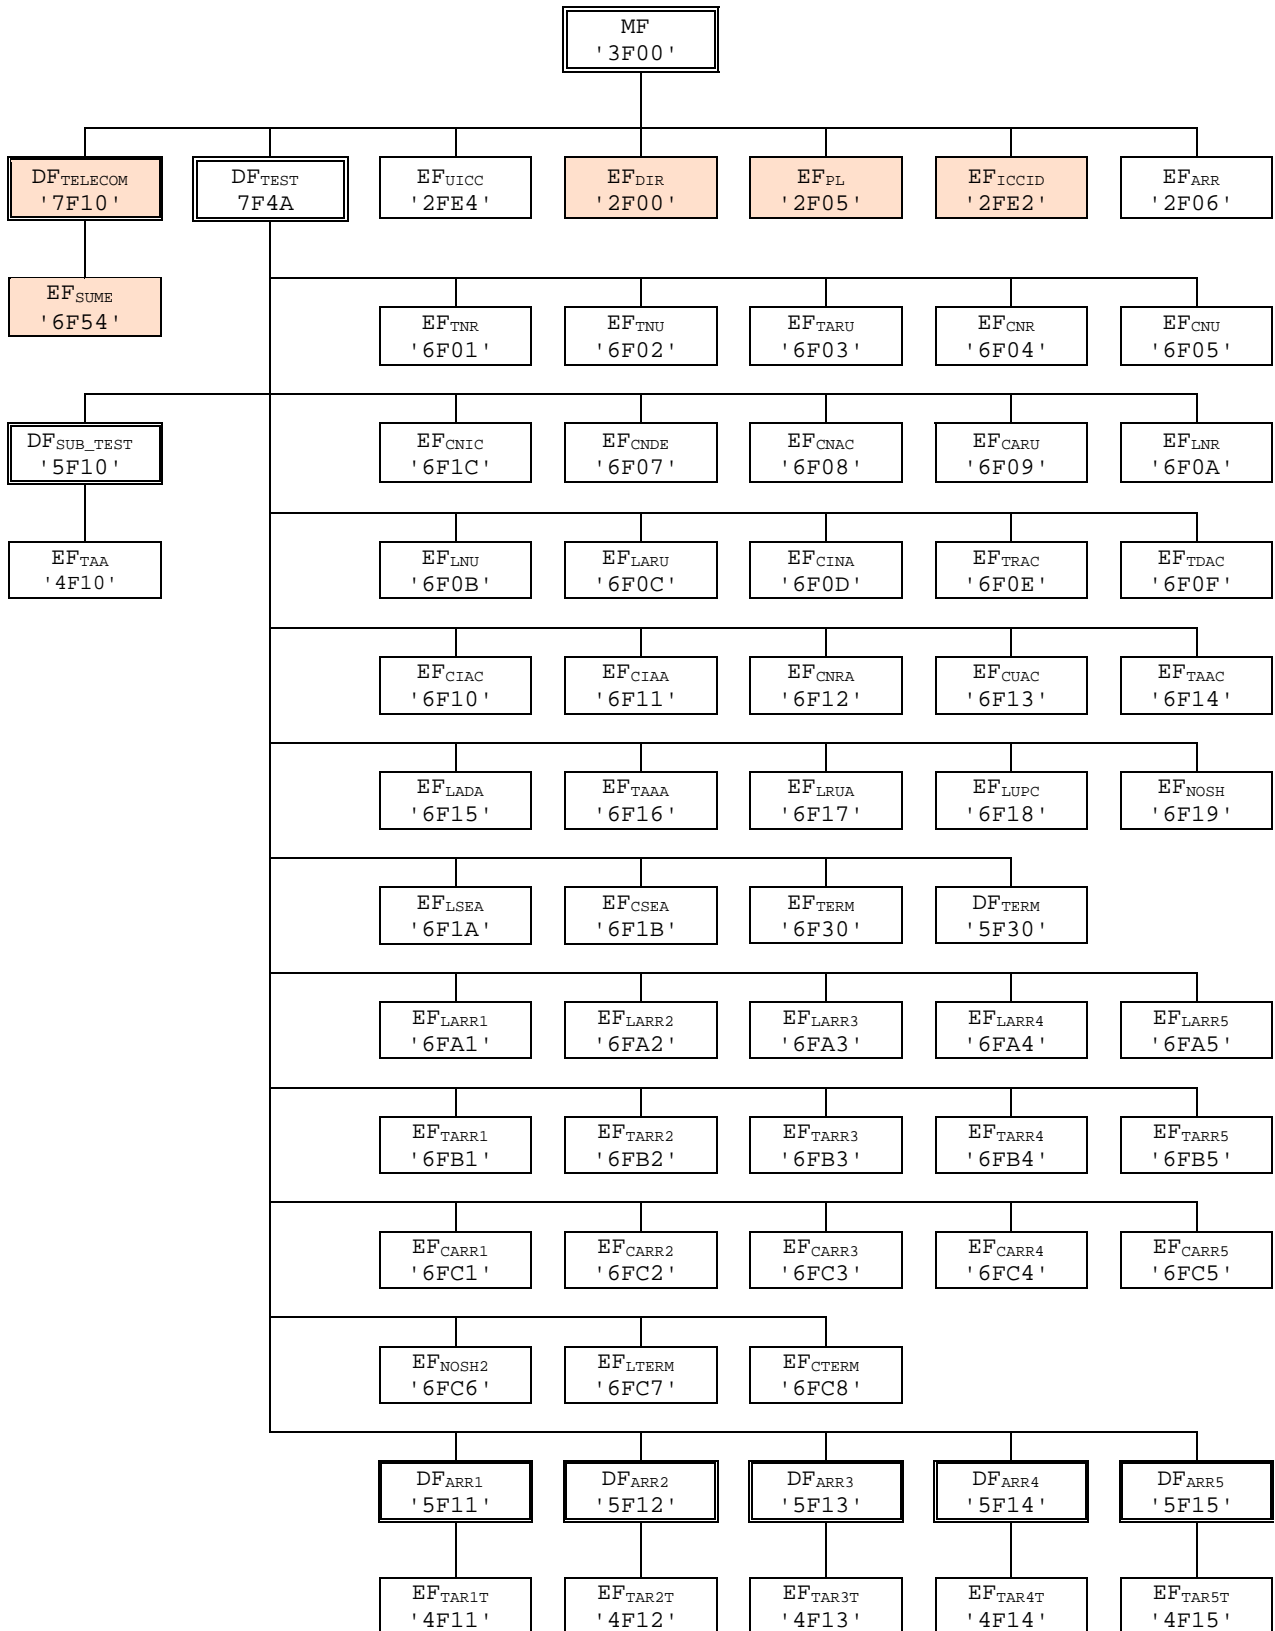 MF
'3F00'
DFTELECOM
'7F10'
DFTEST
7F4A
EFUICC
'2FE4'
EFDIR
'2F00'
EFPL
'2F05'
EFICCID
'2FE2'
EFARR
'2F06'
EFSUME
'6F54'
EFTNR
'6F01'
EFTNU
'6F02'
EFTARU
'6F03'
EFCNR
'6F04'
EFCNU
'6F05'
DFSUB_TEST
'5F10'
EFCNIC
'6F1C'
EFCNDE
'6F07'
EFCNAC
'6F08'
EFCARU
'6F09'
EFLNR
'6F0A'
EFTAA
'4F10'
EFLNU
'6F0B'
EFLARU
'6F0C'
EFCINA
'6F0D'
EFTRAC
'6F0E'
EFTDAC
'6F0F'
EFCIAC
'6F10'
EFCIAA
'6F11'
EFCNRA
'6F12'
EFCUAC
'6F13'
EFTAAC
'6F14'
EFLADA
'6F15'
EFTAAA
'6F16'
EFLRUA
'6F17'
EFLUPC
'6F18'
EFNOSH
'6F19'
EFLSEA
'6F1A'
EFCSEA
'6F1B'
EFTERM
'6F30'
DFTERM
'5F30'
EFLARR1
'6FA1'
EFLARR2
'6FA2'
EFLARR3
'6FA3'
EFLARR4
'6FA4'
EFLARR5
'6FA5'
EFTARR1
'6FB1'
EFTARR2
'6FB2'
EFTARR3
'6FB3'
EFTARR4
'6FB4'
EFTARR5
'6FB5'
EFCARR1
'6FC1'
EFCARR2
'6FC2'
EFCARR3
'6FC3'
EFCARR4
'6FC4'
EFCARR5
'6FC5'
EFNOSH2
'6FC6'
EFLTERM
'6FC7'
EFCTERM
'6FC8'
DFARR1
'5F11'
DFARR2
'5F12'
DFARR3
'5F13'
DFARR4
'5F14'
DFARR5
'5F15'
EFTAR1T
'4F11'
EFTAR2T
'4F12'
EFTAR3T
'4F13'
EFTAR4T
'4F14'
EFTAR5T
'4F15'